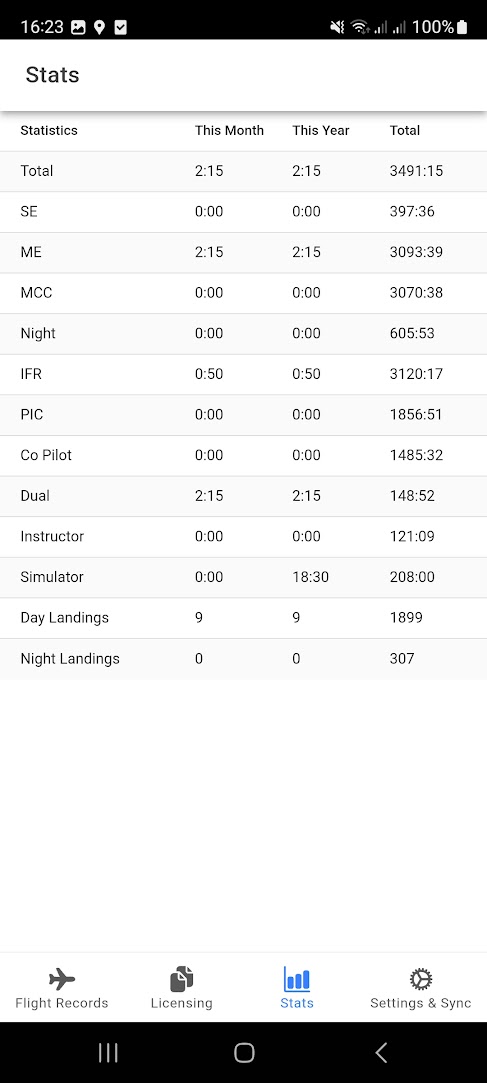 16:23 100%
Stats
Statistics This Month This Year Total
Total 2:15 2:15 3491:15
SE 0:00 0:00 397:36
ME 2:15 2:15 3093:39
MCC 0:00 0:00 3070:38
Night 0:00 0:00 605:53
IFR 0:50 0:50 3120:17
PIC 0:00 0:00 1856:51
Co Pilot 0:00 0:00 1485:32
Dual 2:15 2:15 148:52
Instructor 0:00 0:00 121:09
Simulator 0:00 18:30 208:00
Day Landings 9 9 1899
Night Landings 0 0 307
Flight Records Licensing Stats Settings & Sync